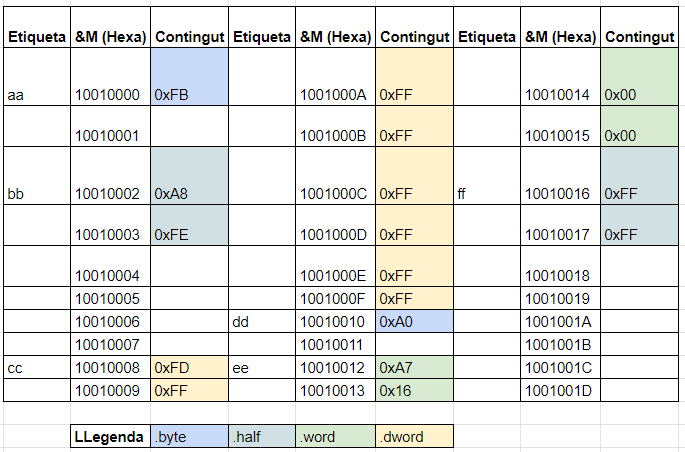 Etiqueta &M (Hexa) Contingut Etiqueta &M (Hexa) Contingut Etiqueta &M (Hexa) Contingut
aa 10010000 0xFB 1001000A 0xFF 10010014 0x00
10010001 1001000B 0xFF 10010015 0x00
bb 10010002 0xA8 1001000C 0xFF ff 10010016 0xFF
10010003 0xFE 1001000D 0xFF 10010017 0xFF
10010004 1001000E 0xFF 10010018
10010005 1001000F 0xFF 10010019
10010006 dd 10010010 0xA0 1001001A
10010007 10010011 1001001B
cc 10010008 0xFD ee 10010012 0xA7 1001001C
10010009 0xFF 10010013 0x16 1001001D
LLegenda .byte .half .word .dword